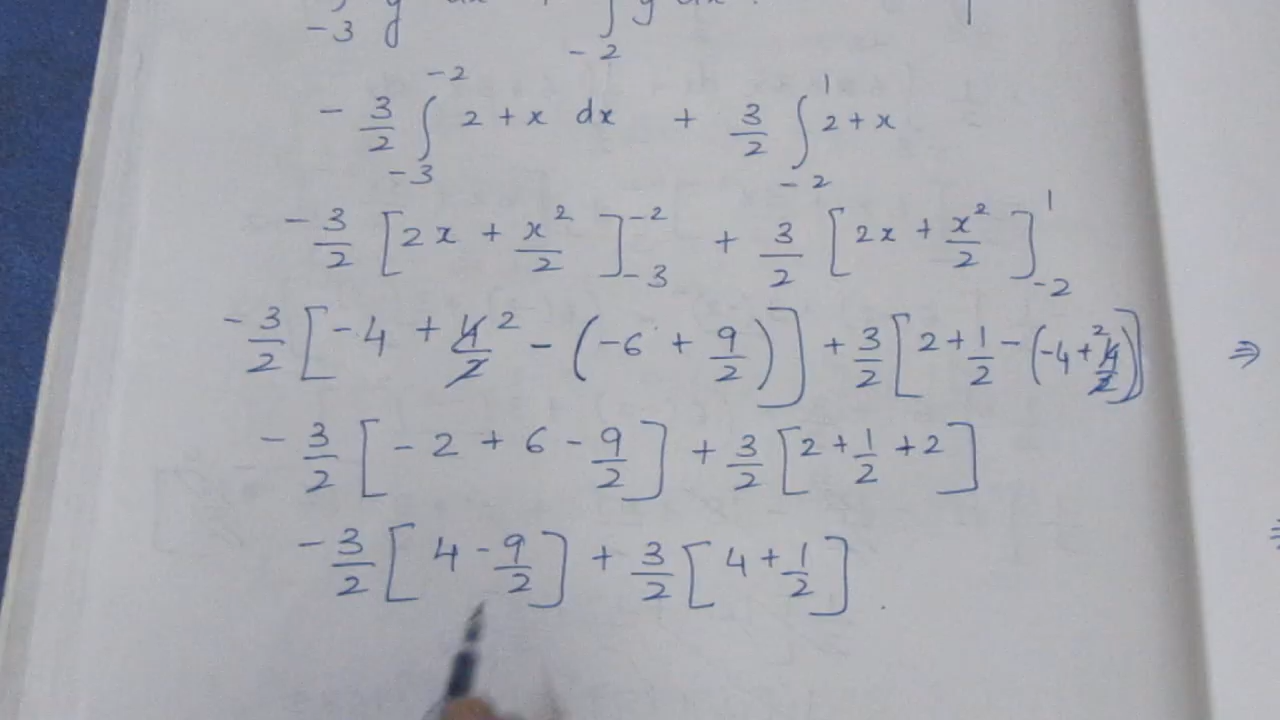 -3 y dx + ∫ y dx
-2
- 3/2 ∫_{-3}^{-2} 2 + x dx + 3/2 ∫_{-2}^{1} 2 + x
- 3/2 [2x + x²/2]_{-3}^{-2} + 3/2 [2x + x²/2]_{-2}^{1}
- 3/2 [-4 + 4/2 2 - (-6 + 9/2)] + 3/2 [2 + 1/2 - (-4 + 2 4/2)] ⇒
- 3/2 [-2 + 6 - 9/2] + 3/2 [2 + 1/2 + 2]
- 3/2 [4 - 9/2] + 3/2 [4 + 1/2] .